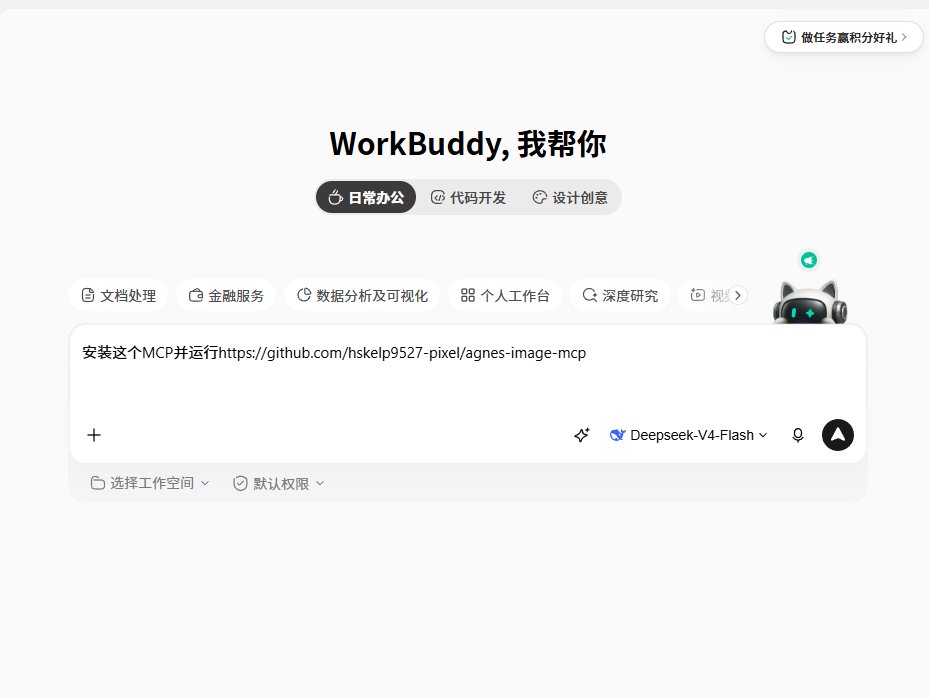 做任务赢积分好礼
WorkBuddy, 我帮你
日常办公 代码开发 设计创意
文档处理 金融服务 数据分析及可视化 个人工作台 深度研究
安装这个MCP并运行https://github.com/hskelp9527-pixel/agnes-image-mcp
Deepseek-V4-Flash
选择工作空间 默认权限